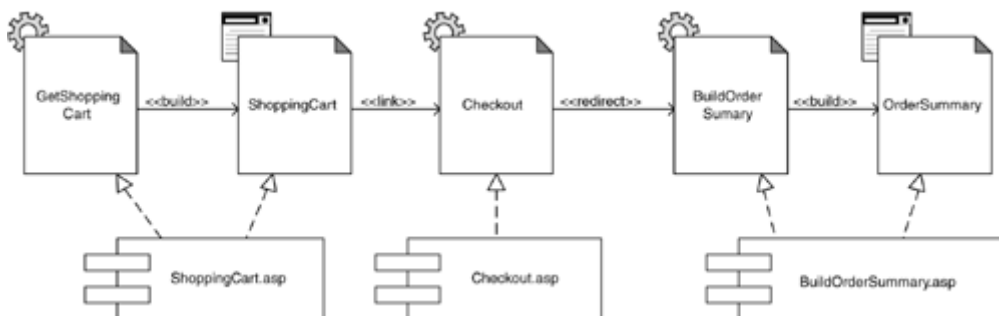 GetShopping
Cart
<<build>>
ShoppingCart
<<link>>
Checkout
<<redirect>>
BuildOrder
Sumary
<<build>>
OrderSummary
ShoppingCart.asp
Checkout.asp
BuildOrderSummary.asp